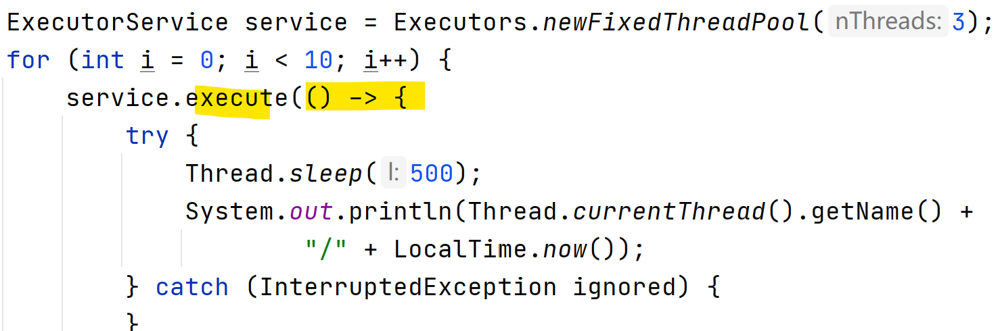 ExecutorService service = Executors.newFixedThreadPool( nThreads: 3);
for (int i = 0; i < 10; i++) {
service.execute(() -> {
try {
Thread.sleep( l: 500);
System.out.println(Thread.currentThread().getName() +
"/" + LocalTime.now());
} catch (InterruptedException ignored) {
}